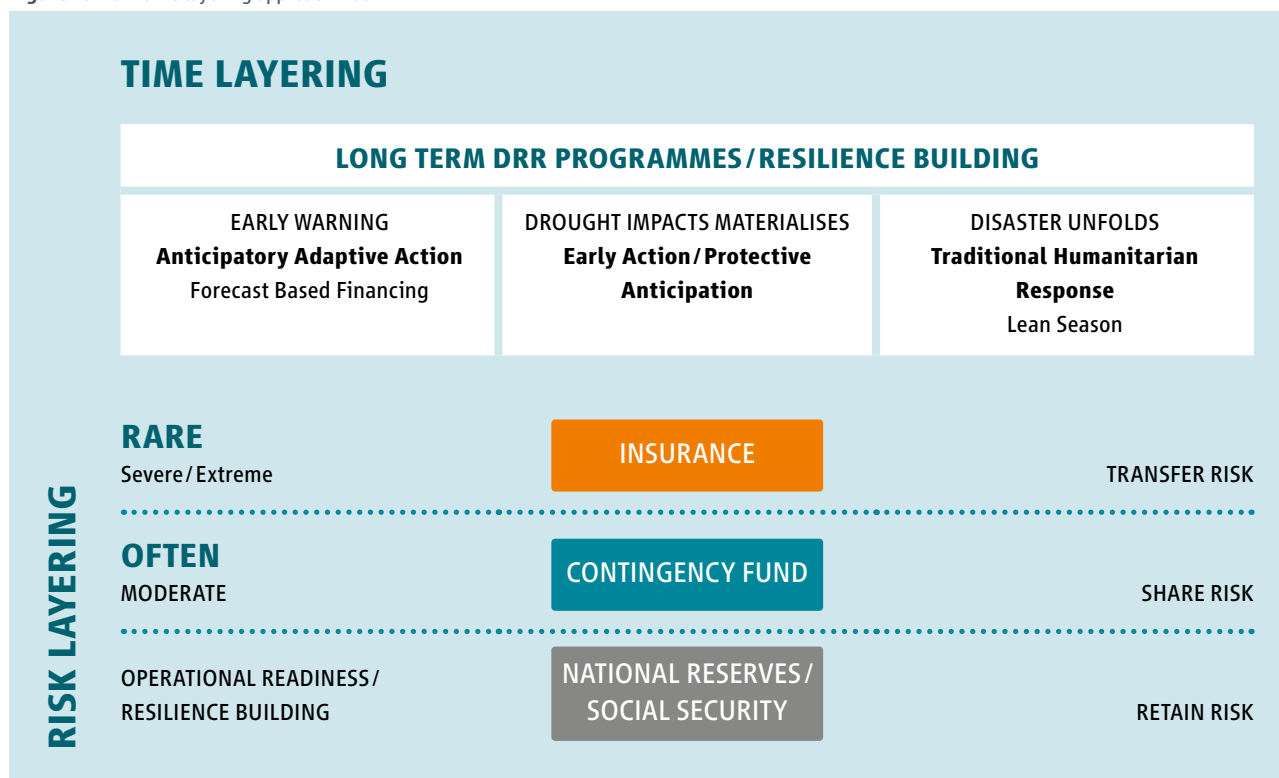 TIME LAYERING
LONG TERM DRR PROGRAMMES/RESILIENCE BUILDING
EARLY WARNING
Anticipatory Adaptive Action
Forecast Based Financing
DROUGHT IMPACTS MATERIALISES
Early Action/Protective
Anticipation
DISASTER UNFOLDS
Traditional Humanitarian
Response
Lean Season
RISK LAYERING
RARE
Severe/Extreme
INSURANCE
TRANSFER RISK
OFTEN
MODERATE
CONTINGENCY FUND
SHARE RISK
OPERATIONAL READINESS/
RESILIENCE BUILDING
NATIONAL RESERVES/
SOCIAL SECURITY
RETAIN RISK